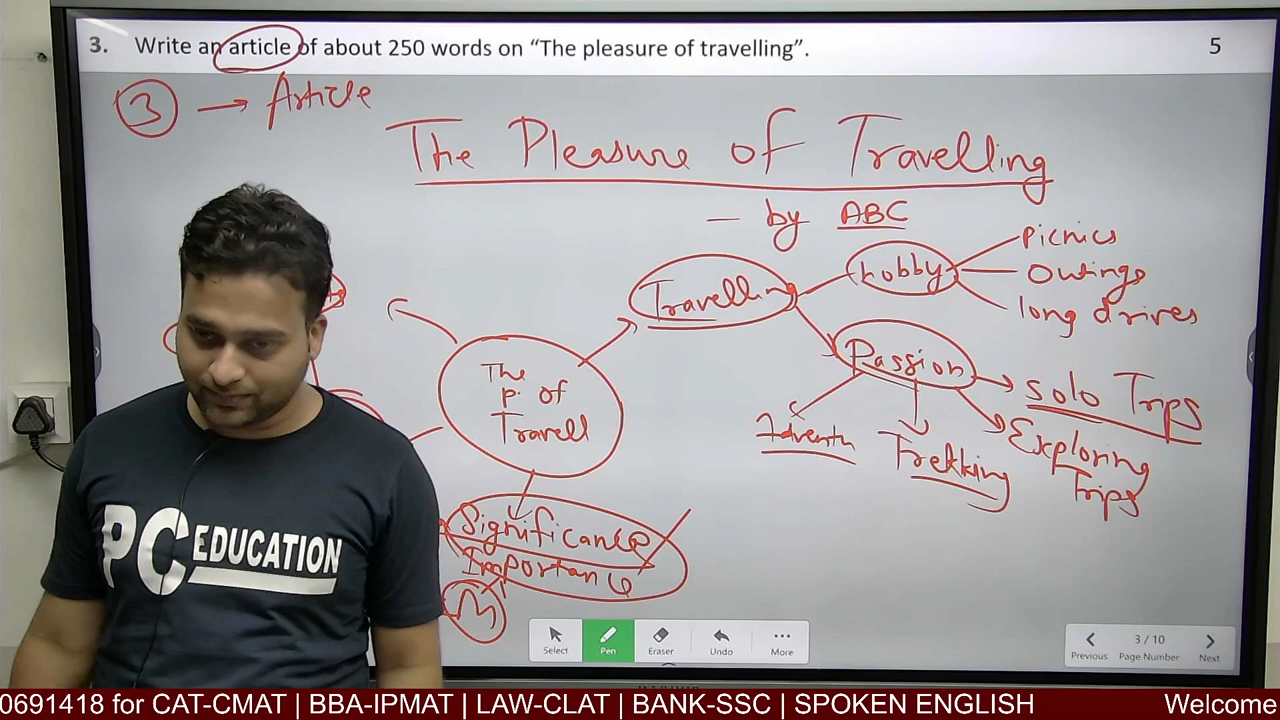 3. Write an article of about 250 words on “The pleasure of travelling”. 5
3 → Article
The Pleasure of Travelling
— by ABC
Travelling
hobby
Picnics
Outings
long drives
Passion
Solo Trips
Exploring
Trips
Trekking
Adventu
The
p. of
Travell
Significance
Importance
PC EDUCATION
Select
Pen
Eraser
Undo
More
Previous
3 / 10
Page Number
Next
0691418 for CAT-CMAT | BBA-IPMAT | LAW-CLAT | BANK-SSC | SPOKEN ENGLISH Welcome